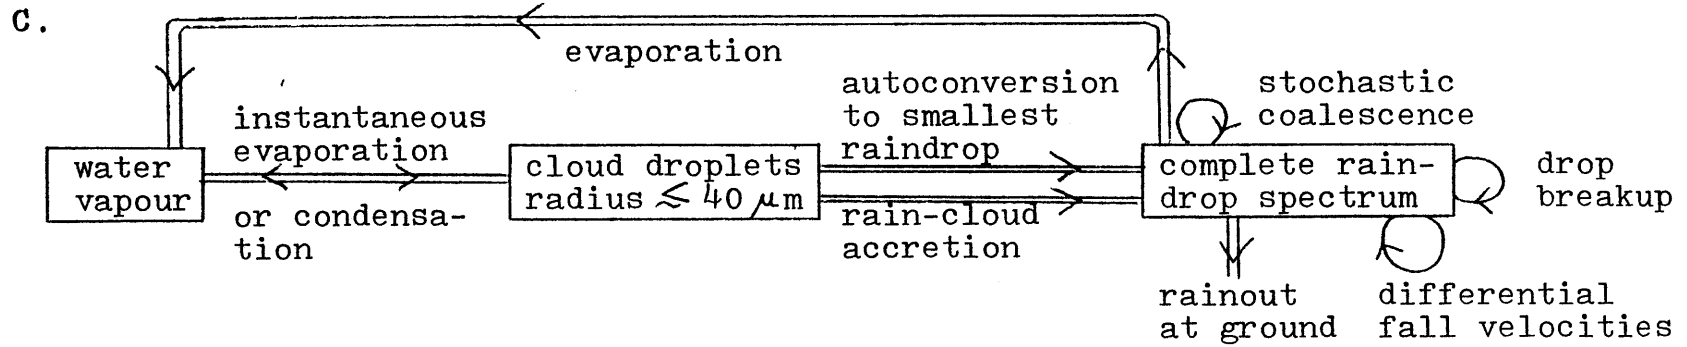 C.
evaporation
water
vapour
instantaneous
evaporation
or condensa-
tion
cloud droplets
radius ≲ 40 μm
autoconversion
to smallest
raindrop
rain-cloud
accretion
complete rain-
drop spectrum
stochastic
coalescence
drop
breakup
rainout
at ground
differential
fall velocities